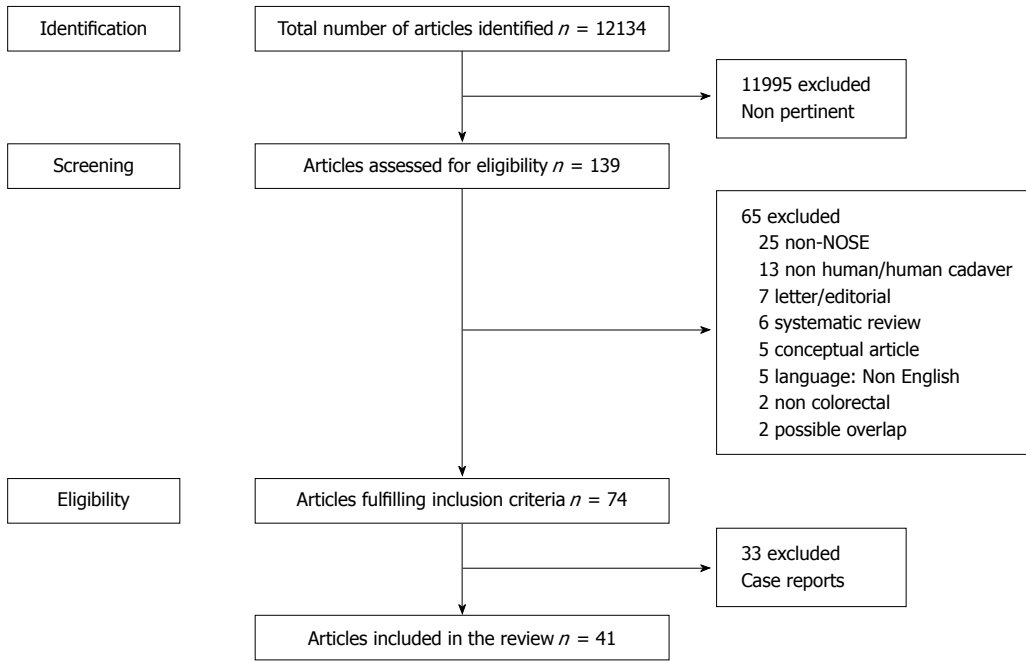 Identification
Total number of articles identified n = 12134
11995 excluded
Non pertinent
Screening
Articles assessed for eligibility n = 139
65 excluded
25 non-NOSE
13 non human/human cadaver
7 letter/editorial
6 systematic review
5 conceptual article
5 language: Non English
2 non colorectal
2 possible overlap
Eligibility
Articles fulfilling inclusion criteria n = 74
33 excluded
Case reports
Articles included in the review n = 41